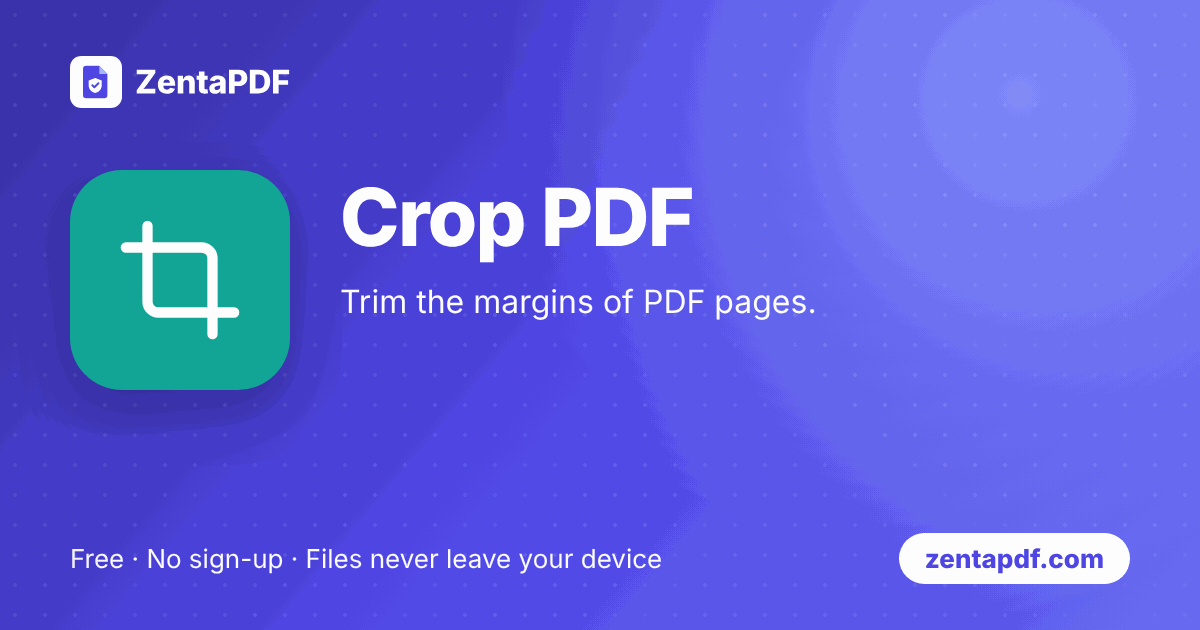 ZentaPDF
Crop PDF
Trim the margins of PDF pages.
Free · No sign-up · Files never leave your device
zentapdf.com